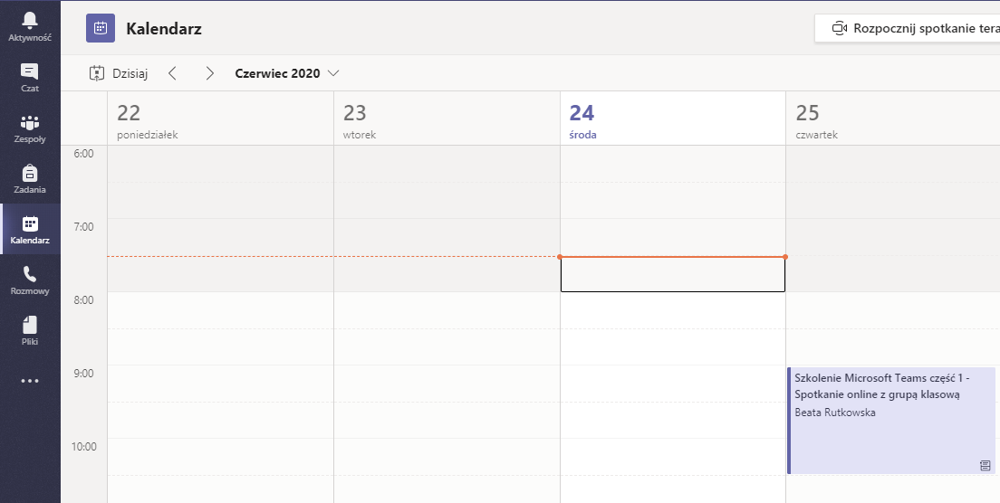 Aktywność
Czat
Zespoły
Zadania
Kalendarz
Rozmowy
Pliki
Kalendarz
Rozpocznij spotkanie tera
Dzisiaj
Czerwiec 2020
22
poniedziałek
23
wtorek
24
środa
25
czwartek
6:00
7:00
8:00
9:00
10:00
Szkolenie Microsoft Teams część 1 -
Spotkanie online z grupą klasową
Beata Rutkowska